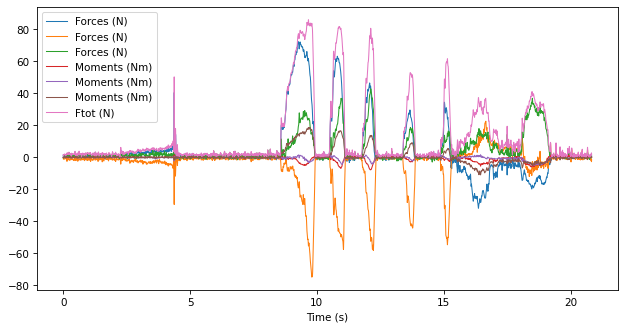 Forces (N)
Forces (N)
Forces (N)
Moments (Nm)
Moments (Nm)
Moments (Nm)
Ftot (N)
80
60
40
20
0
−20
−40
−60
−80
0 5 10 15 20
Time (s)